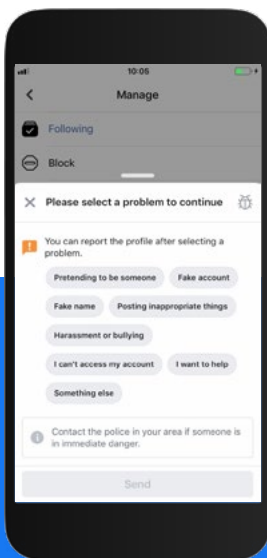 10:05
Manage
Following
Block
Please select a problem to continue
You can report the profile after selecting a
problem.
Pretending to be someone
Fake account
Fake name
Posting inappropriate things
Harassment or bullying
I can't access my account
I want to help
Something else
Contact the police in your area if someone is
in immediate danger.
Send